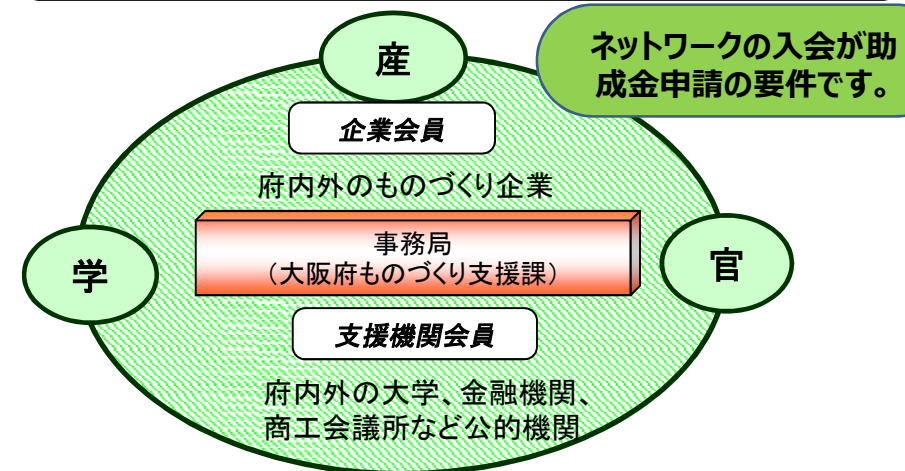 産
ネットワークの入会が助
成金申請の要件です。
企業会員
府内外のものづくり企業
学
事務局
（大阪府ものづくり支援課）
官
支援機関会員
府内外の大学、金融機関、
商工会議所など公的機関